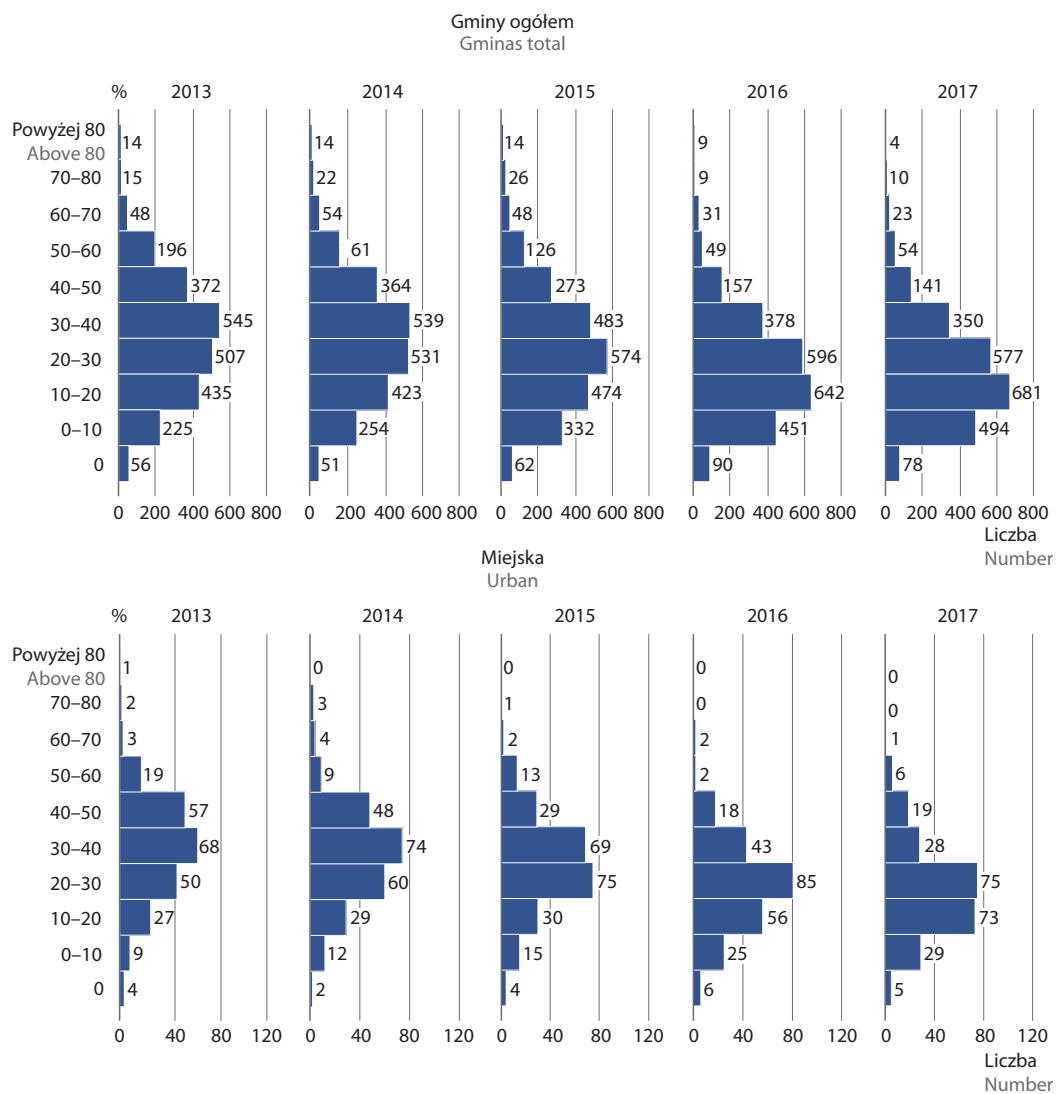 Gminy ogółem
Gminas total
% 2013 2014 2015 2016 2017
Powyżej 80 14 14 14 9 4
Above 80
70–80 15 22 26 9 10
60–70 48 54 48 31 23
50–60 196 61 126 49 54
40–50 372 364 273 157 141
30–40 545 539 483 378 350
20–30 507 531 574 596 577
10–20 435 423 474 642 681
0–10 225 254 332 451 494
0 56 51 62 90 78
0 200 400 600 800 0 200 400 600 800 0 200 400 600 800 0 200 400 600 800 0 200 400 600 800
Liczba
Number
Miejska
Urban
% 2013 2014 2015 2016 2017
Powyżej 80 1 0 0 0 0
Above 80
70–80 2 3 1 0 0
60–70 3 4 2 2 1
50–60 19 9 13 2 6
40–50 57 48 29 18 19
30–40 68 74 69 43 28
20–30 50 60 75 85 75
10–20 27 29 30 56 73
0–10 9 12 15 25 29
0 4 2 4 6 5
0 40 80 120 0 40 80 120 0 40 80 120 0 40 80 120 0 40 80 120
Liczba
Number